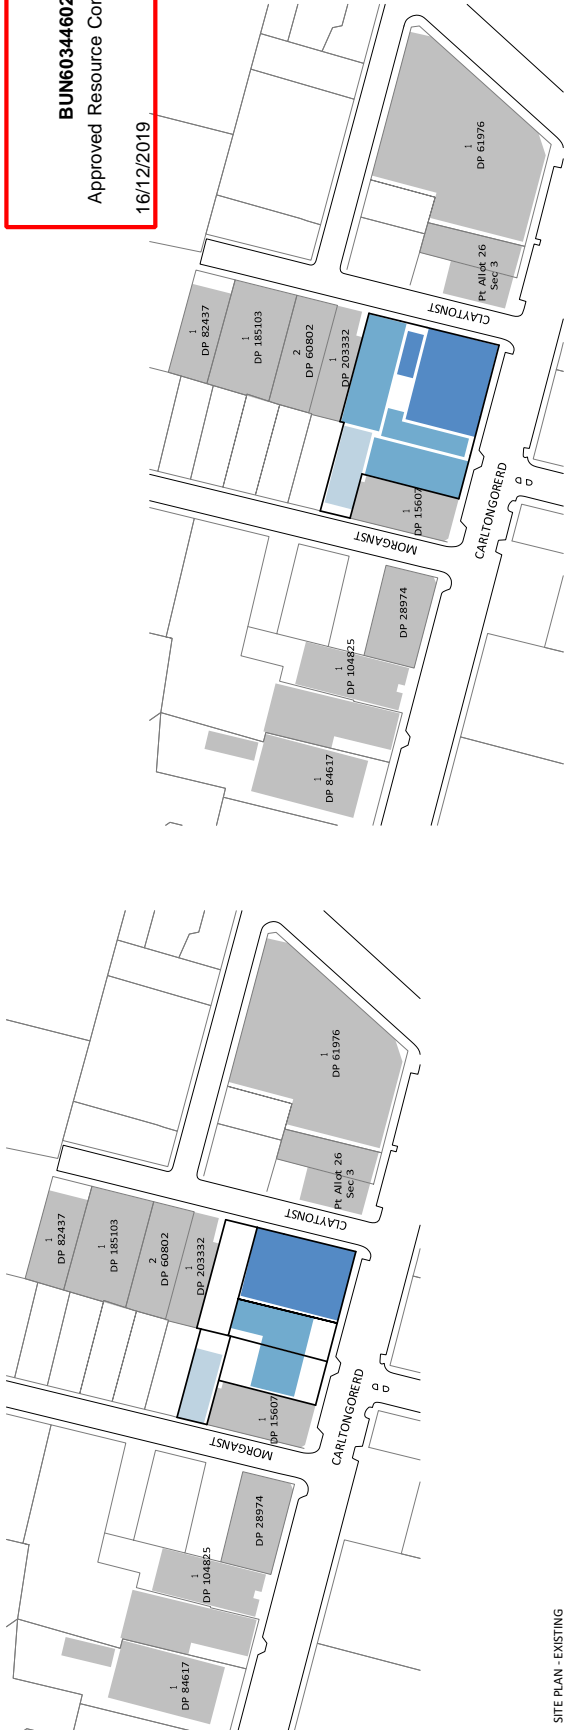 BUN60344602
Approved Resource Con
16/12/2019
1
DP 61976
Pt Allot 26
Sec 3
CLAYTONST
1
DP 82437
1
DP 185103
2
DP 60802
1
DP 203332
1
DP 15607
MORGANST
CARLTONGORERD
DP 28974
1
DP 104825
1
DP 84617
1
DP 61976
Pt Allot 26
Sec 3
CLAYTONST
1
DP 82437
1
DP 185103
2
DP 60802
1
DP 203332
1
DP 15607
MORGANST
CARLTONGORERD
DP 28974
1
DP 104825
1
DP 84617
SITE PLAN - EXISTING